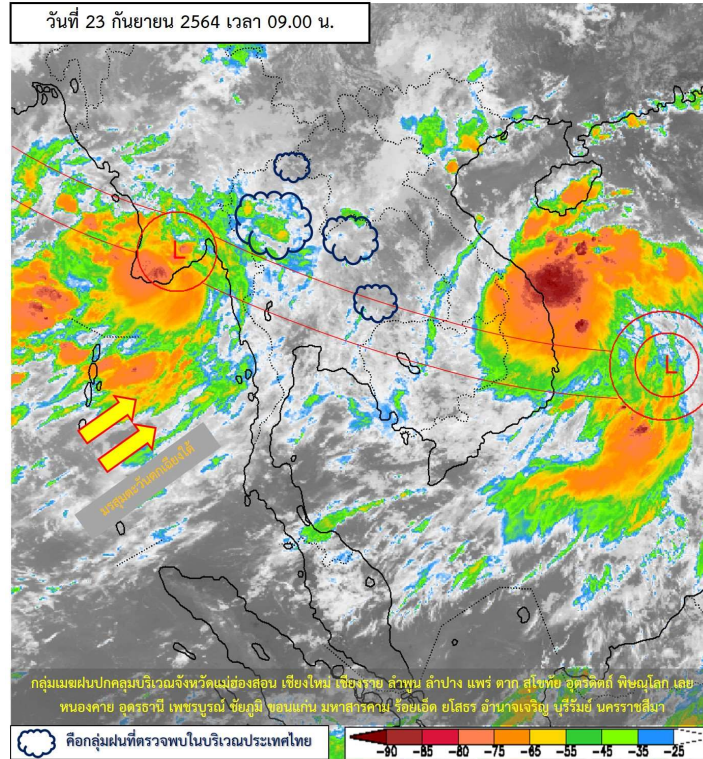 วันที่ 23 กันยายน 2564 เวลา 09.00 น.
L
L
มรสุมตะวันตกเฉียงใต้
กลุ่มเมฆฝนปกคลุมบริเวณจังหวัดแม่ฮ่องสอน เชียงใหม่ เชียงราย ลำพูน ลำปาง แพร่ ตาก สุโขทัย อุตรดิตถ์ พิษณุโลก เลย
หนองคาย อุดรธานี เพชรบูรณ์ ชัยภูมิ ขอนแก่น มหาสารคาม ร้อยเอ็ด ยโสธร อำนาจเจริญ บุรีรัมย์ นครราชสีมา
คือกลุ่มฝนที่ตรวจพบในบริเวณประเทศไทย
-90 -85 -80 -75 -65 -55 -45 -35 -25